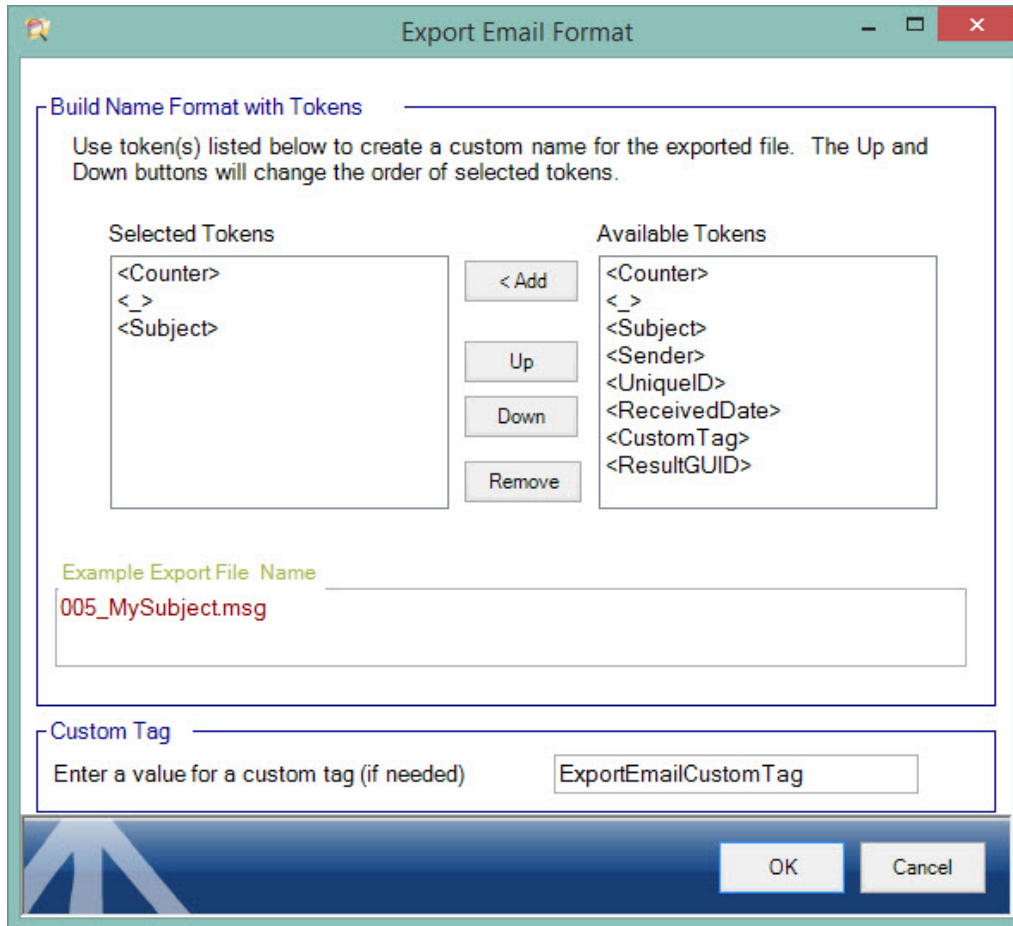 Export Email Format
Build Name Format with Tokens
Use token(s) listed below to create a custom name for the exported file. The Up and
Down buttons will change the order of selected tokens.
Selected Tokens
<Counter>
<_>
<Subject>
< Add
Up
Down
Remove
Available Tokens
<Counter>
<_>
<Subject>
<Sender>
<UniqueID>
<ReceivedDate>
<CustomTag>
<ResultGUID>
Example Export File Name
005_MySubject.msg
Custom Tag
Enter a value for a custom tag (if needed)
ExportEmailCustomTag
OK
Cancel